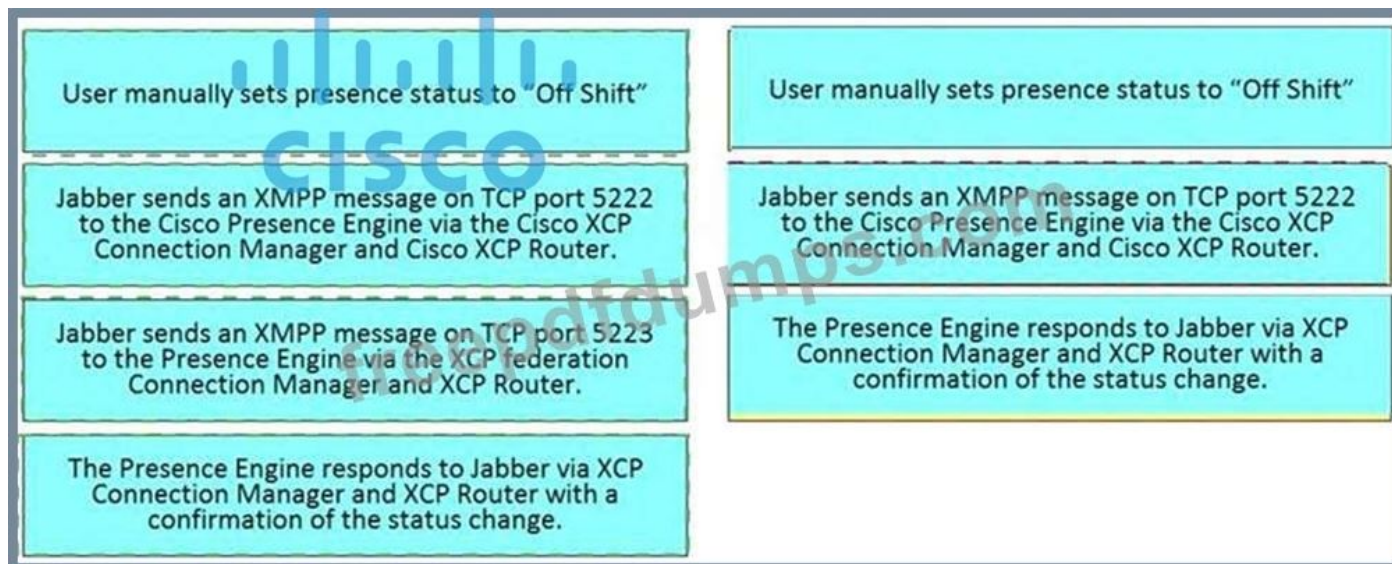 User manually sets presence status to “Off Shift”
Jabber sends an XMPP message on TCP port 5222
to the Cisco Presence Engine via the Cisco XCP
Connection Manager and Cisco XCP Router.
Jabber sends an XMPP message on TCP port 5223
to the Presence Engine via the XCP federation
Connection Manager and XCP Router.
The Presence Engine responds to Jabber via XCP
Connection Manager and XCP Router with a
confirmation of the status change.
User manually sets presence status to “Off Shift”
Jabber sends an XMPP message on TCP port 5222
to the Cisco Presence Engine via the Cisco XCP
Connection Manager and Cisco XCP Router.
The Presence Engine responds to Jabber via XCP
Connection Manager and XCP Router with a
confirmation of the status change.
CISCO
freepdfdumps.com